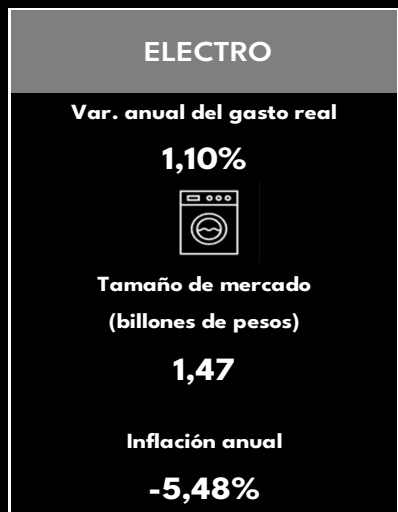 ELECTRO
Var. anual del gasto real
1,10%
Tamaño de mercado
(billones de pesos)
1,47
Inflación anual
-5,48%